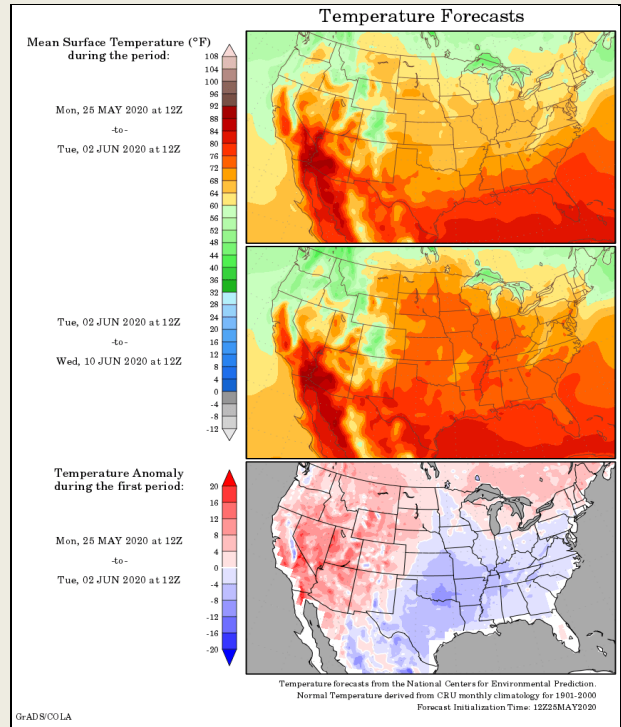 Temperature Forecasts
Mean Surface Temperature (°F)
during the period:
Mon, 25 MAY 2020 at 12Z
-to-
Tue, 02 JUN 2020 at 12Z
108
104
100
96
92
88
84
80
76
72
68
64
60
56
52
48
44
40
36
32
28
24
20
16
12
8
4
0
-4
-8
-12
Tue, 02 JUN 2020 at 12Z
-to-
Wed, 10 JUN 2020 at 12Z
Temperature Anomaly
during the first period:
Mon, 25 MAY 2020 at 12Z
-to-
Tue, 02 JUN 2020 at 12Z
20
16
12
8
4
0
-4
-8
-12
-16
-20
Temperature forecasts from the National Centers for Environmental Prediction.
Normal Temperature derived from CRU monthly climatology for 1901-2000
Forecast Initialization Time: 12Z25MAY2020
GrADS/COLA